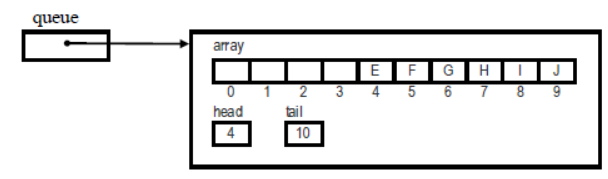 queue
array
E F G H I J
0 1 2 3 4 5 6 7 8 9
head tail
4 10